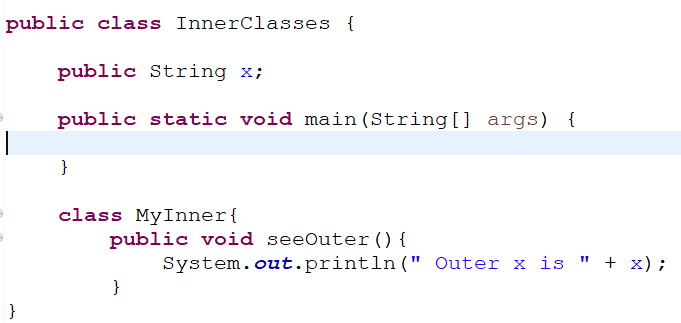 public class InnerClasses {
public String x;
public static void main(String[] args) {
}
class MyInner{
public void seeOuter(){
System.out.println(" Outer x is " + x);
}
}